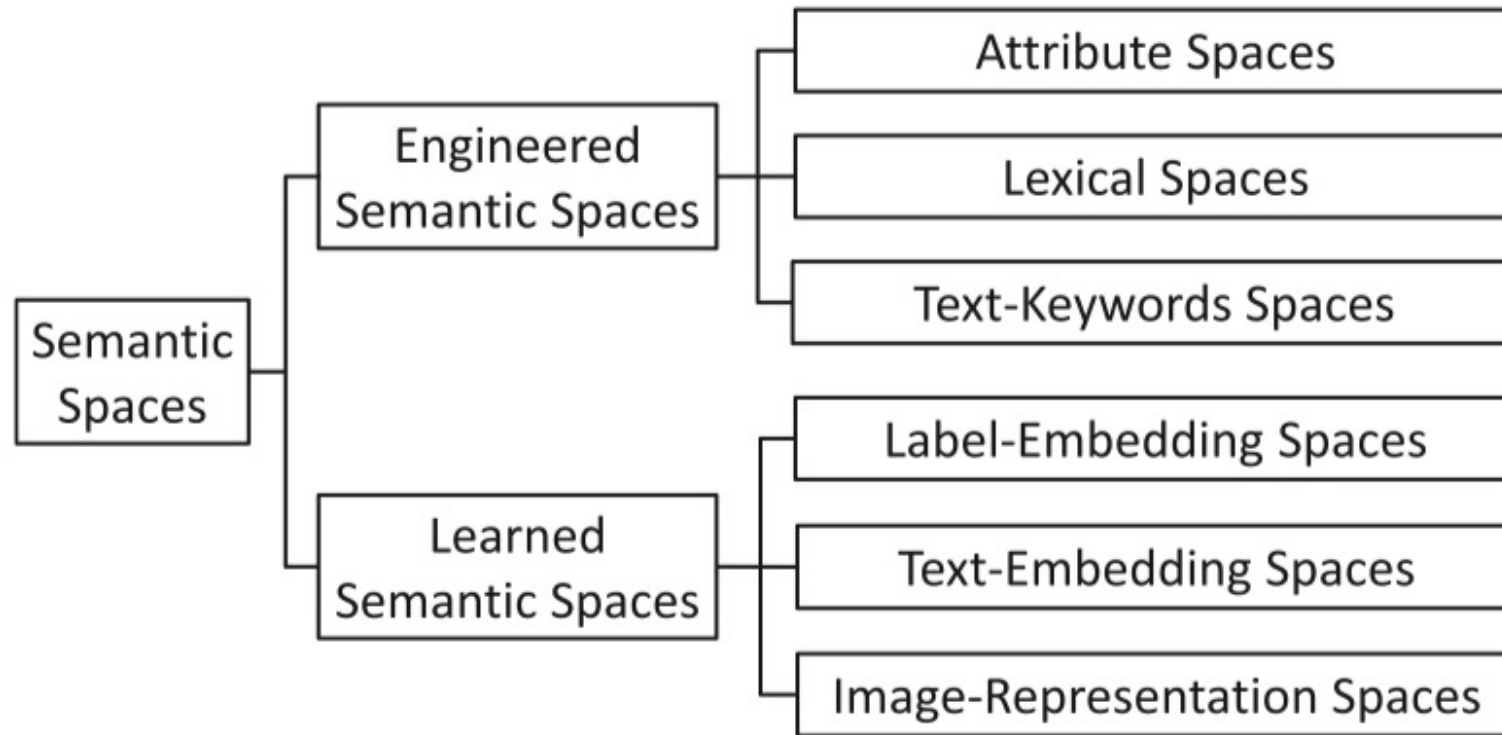 Semantic
Spaces
Engineered
Semantic Spaces
Attribute Spaces
Lexical Spaces
Text-Keywords Spaces
Learned
Semantic Spaces
Label-Embedding Spaces
Text-Embedding Spaces
Image-Representation Spaces